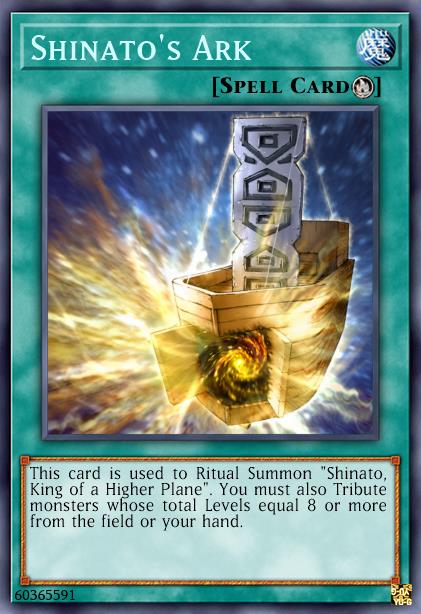 Shinato's Ark
[Spell Card]
This card is used to Ritual Summon "Shinato,
King of a Higher Plane". You must also Tribute
monsters whose total Levels equal 8 or more
from the field or your hand.
60365591